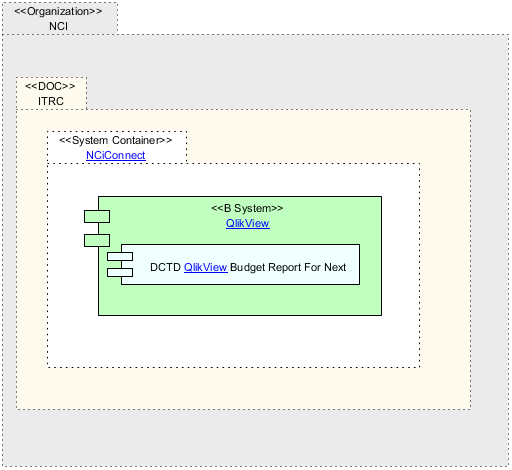 <<Organization>>
NCI
<<DOC>>
ITRC
<<System Container>>
NCiConnect
<<B System>>
QlikView
DCTD QlikView Budget Report For Next